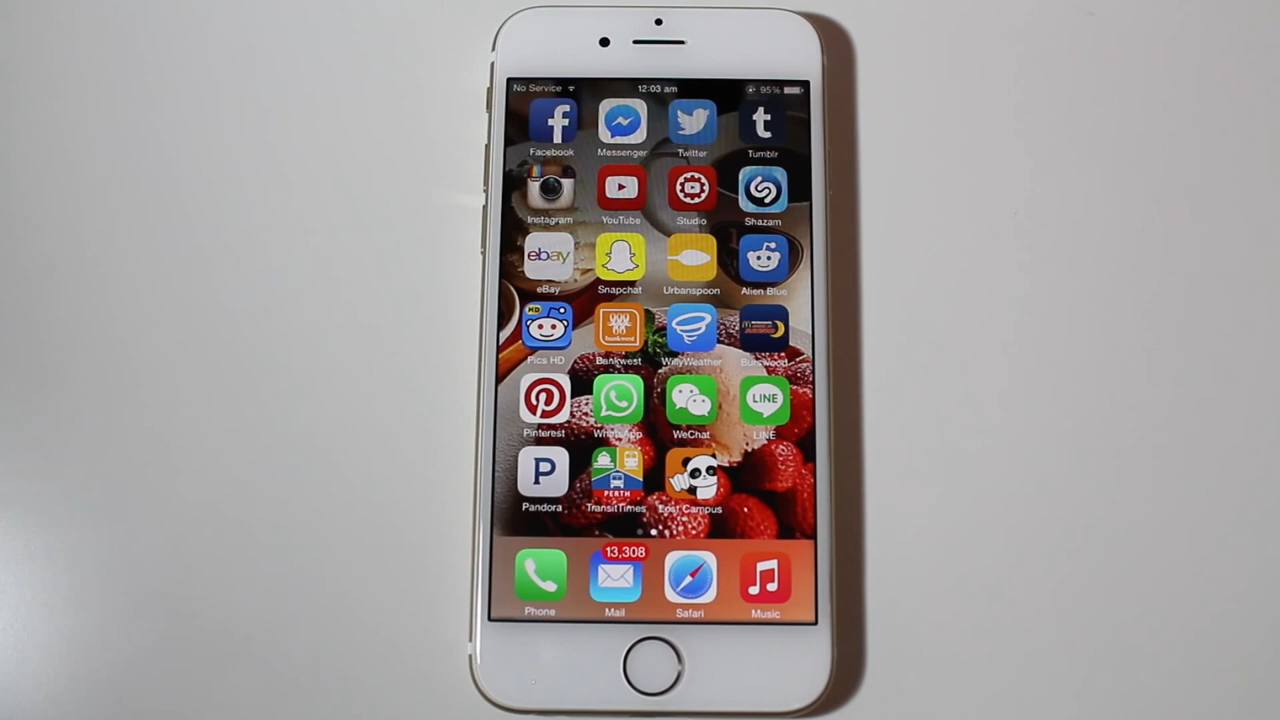 No Service 12:03 am 95%
f t
Facebook Messenger Twitter Tumblr
Instagram YouTube Studio Shazam
ebay
eBay Snapchat Urbanspoon Alien Blue
HD bankwest
Pics HD Bankwest WillyWeather Burswood
LINE
Pinterest WhatsApp WeChat LINE
P PERTH
Pandora TransitTimes Lost Campus
13,308
Phone Mail Safari Music